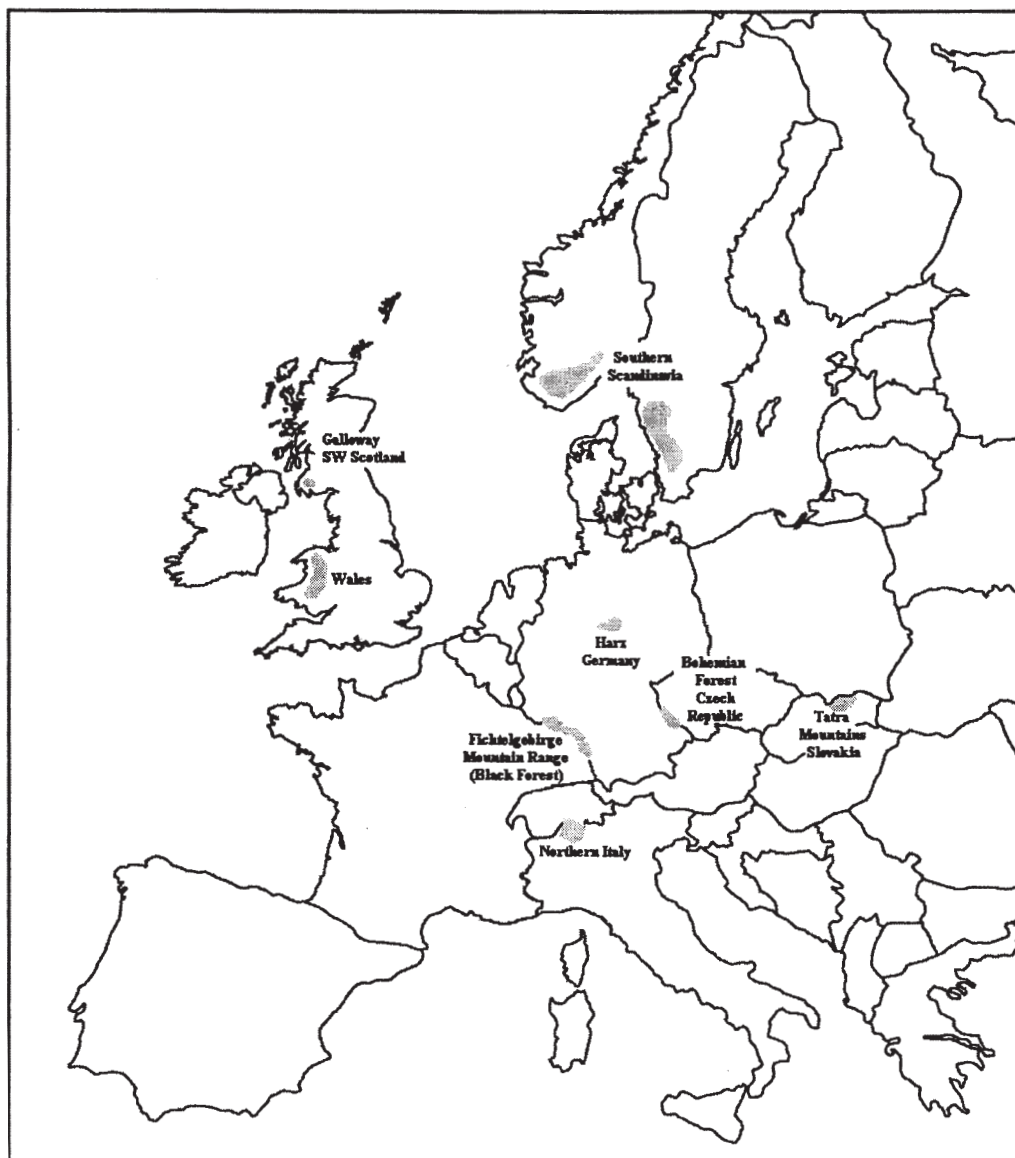 Southern
Scandinavia
Galloway
SW Scotland
Wales
Harz
Germany
Bohemian
Forest
Czech
Republic
Tatra
Mountains
Slovakia
Fichtelgobirge
Mountain Range
(Black Forest)
Northern Italy